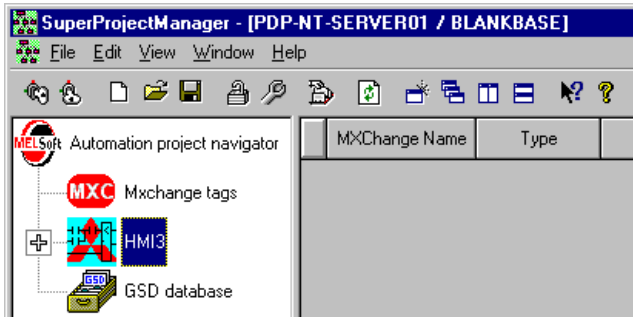 SuperProjectManager - [PDP-NT-SERVER01 / BLANKBASE]
File Edit View Window Help
MELSoft Automation project navigator
MXChange Name Type
MXC Mxchange tags
HMI3
GSD GSD database